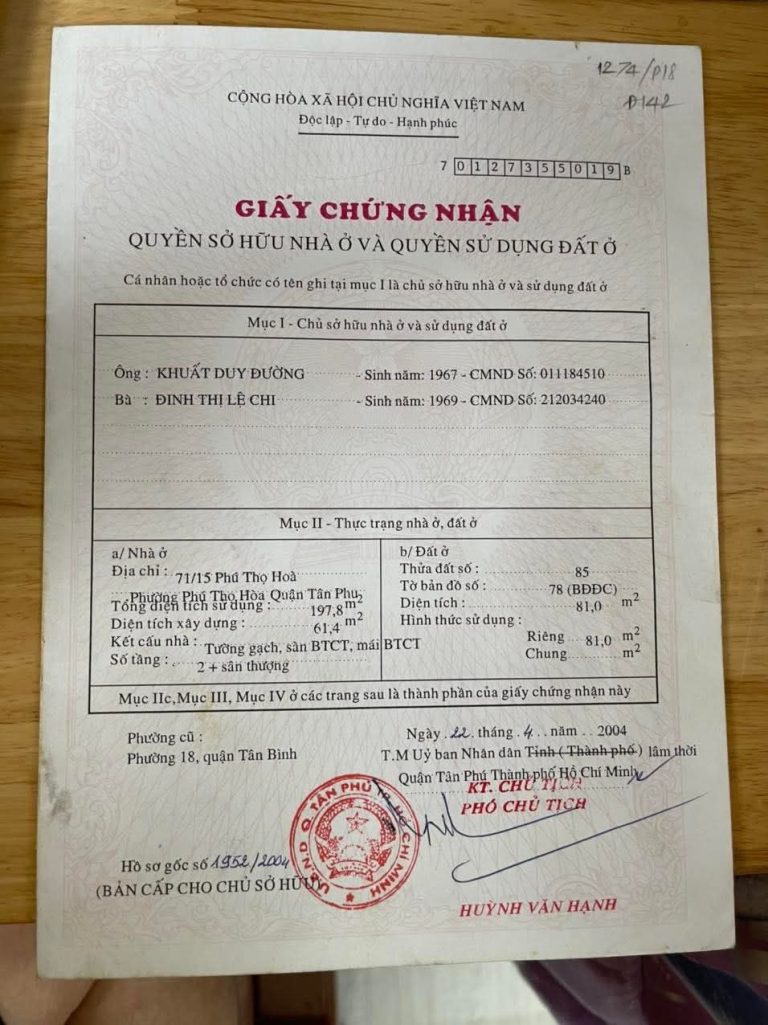 1274/P18
D142
CỘNG HÒA XÃ HỘI CHỦ NGHĨA VIỆT NAM
Độc lập - Tự do - Hạnh phúc
7 0127355019 B
GIẤY CHỨNG NHẬN
QUYỀN SỞ HỮU NHÀ Ở VÀ QUYỀN SỬ DỤNG ĐẤT Ở
Cá nhân hoặc tổ chức có tên ghi tại mục I là chủ sở hữu nhà ở và sử dụng đất ở
Mục I - Chủ sở hữu nhà ở và sử dụng đất ở
Ông : KHUẤT DUY ĐƯỜNG - Sinh năm: 1967 - CMND Số: 011184510
Bà : ĐINH THỊ LỆ CHI - Sinh năm: 1969 - CMND Số: 212034240
Mục II - Thực trạng nhà ở, đất ở
a/ Nhà ở
Địa chỉ : 71/15 Phú Thọ Hoà
Phường Phú Thọ Hòa Quận Tân Phú
Tổng diện tích sử dụng : 197,8 m2
Diện tích xây dựng : 61,4 m2
Kết cấu nhà : Tường gạch, sàn BTCT, mái BTCT
Số tầng : 2 + sân thượng
b/ Đất ở
Thửa đất số : 85
Tờ bản đồ số : 78 (BĐĐC)
Diện tích : 81,0 m2
Hình thức sử dụng :
Riêng 81,0 m2
Chung m2
Mục IIc, Mục III, Mục IV ở các trang sau là thành phần của giấy chứng nhận này
Phường cũ :
Phường 18, quận Tân Bình
Ngày 22 tháng 4 năm 2004
T.M Uỷ ban Nhân dân Tỉnh ( Thành phố ) lâm thời
Quận Tân Phú Thành phố Hồ Chí Minh
KT. CHỦ TỊCH
PHÓ CHỦ TỊCH
U.B.N.D Q. TÂN PHÚ T.P HỒ CHÍ MINH
Hồ sơ gốc số 1952/2004
(BẢN CẤP CHO CHỦ SỞ HỮU)
HUỲNH VĂN HẠNH